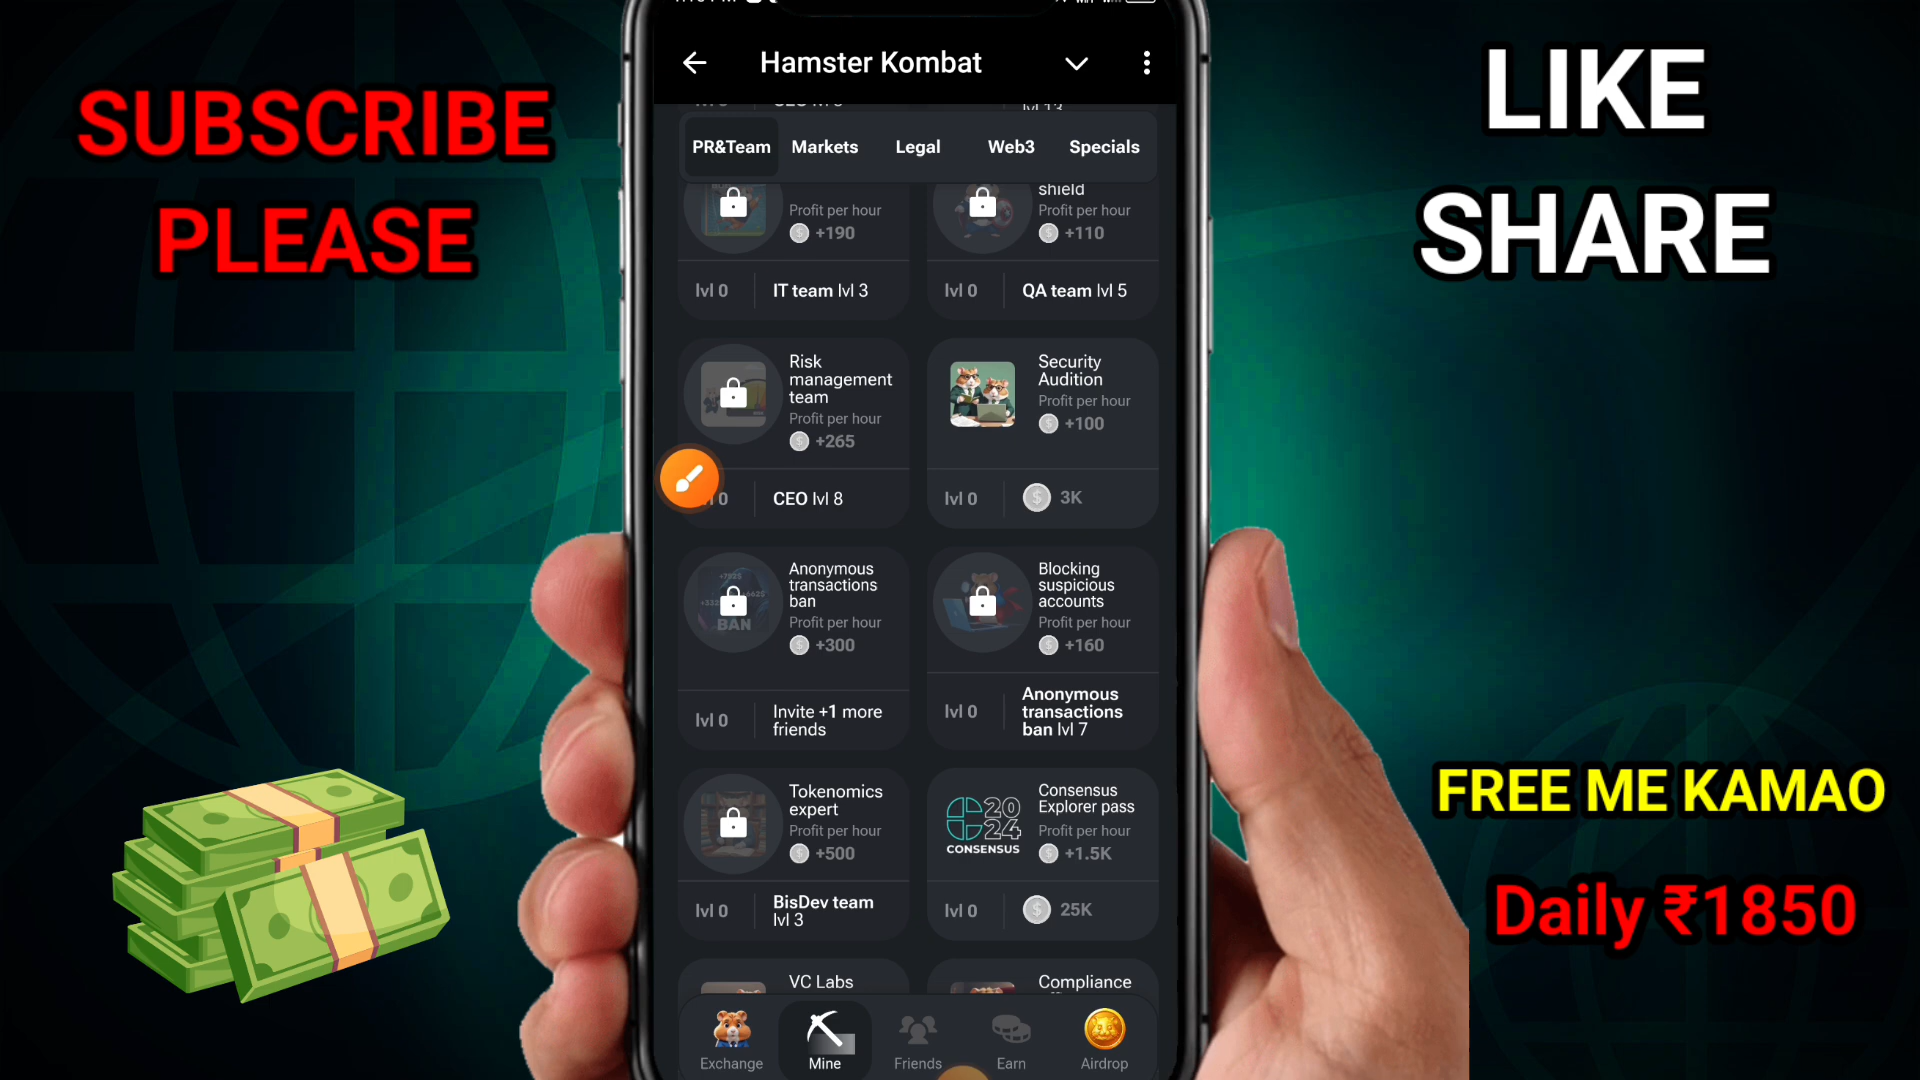 SUBSCRIBE
PLEASE
LIKE
SHARE
FREE ME KAMAO
Daily ₹1850
Hamster Kombat
lvl 13
PR&Team Markets Legal Web3 Specials
Profit per hour
+190
lvl 0 IT team lvl 3
shield
Profit per hour
+110
lvl 0 QA team lvl 5
Risk
management
team
Profit per hour
+265
0 CEO lvl 8
Security
Audition
Profit per hour
+100
lvl 0 3K
Anonymous
transactions
ban
Profit per hour
+300
BAN
lvl 0 Invite +1 more
friends
Blocking
suspicious
accounts
Profit per hour
+160
lvl 0 Anonymous
transactions
ban lvl 7
Tokenomics
expert
Profit per hour
+500
lvl 0 BisDev team
lvl 3
Consensus
Explorer pass
2024
CONSENSUS
Profit per hour
+1.5K
lvl 0 25K
VC Labs
Compliance
Exchange Mine Friends Earn Airdrop